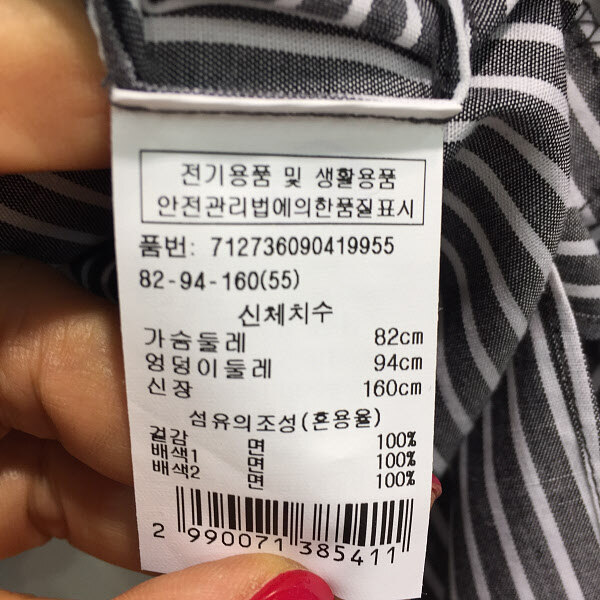 전기용품 및 생활용품
안전관리법에의한품질표시
품번: 712736090419955
82-94-160(55)
신체치수
가슴둘레 82cm
엉덩이둘레 94cm
신장 160cm
섬유의조성(혼용율)
겉감 면 100%
배색1 면 100%
배색2 면 100%
2 990071 385411